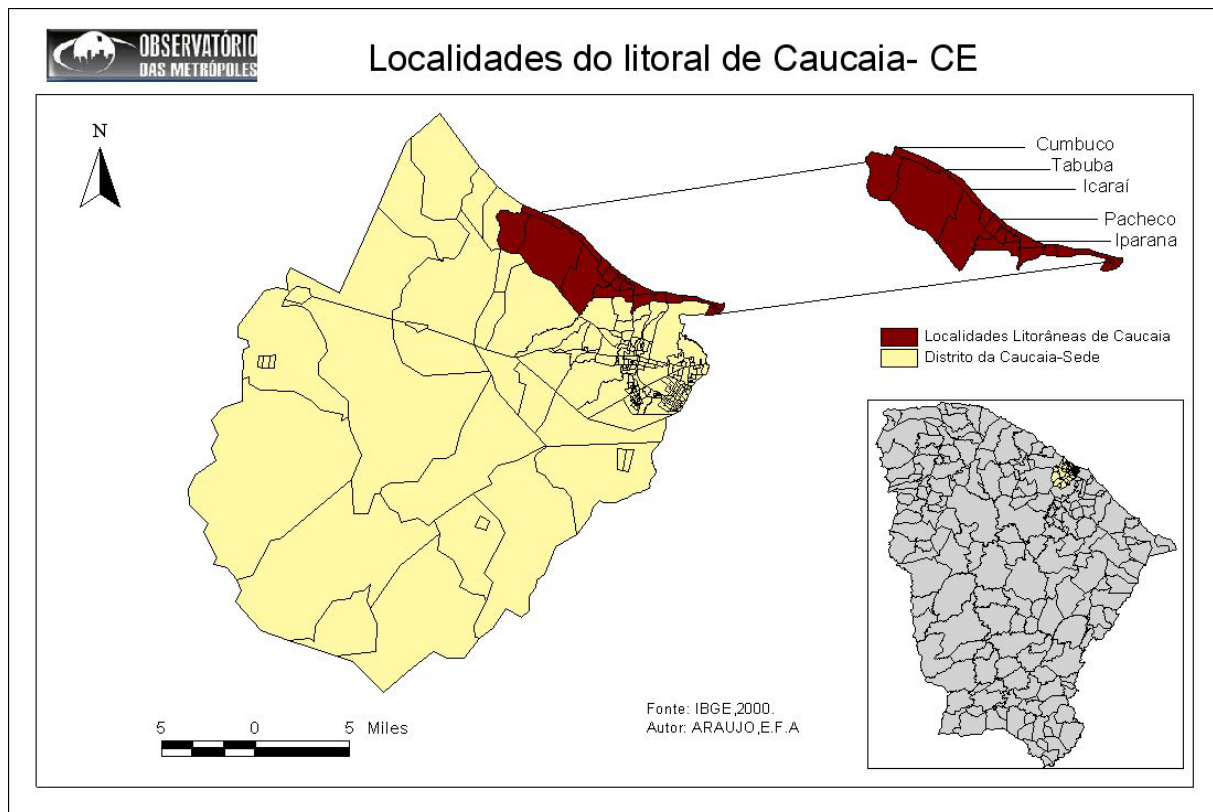 OBSERVATÓRIO
DAS METRÓPOLES
Localidades do litoral de Caucaia- CE
N
Cumbuco
Tabuba
Icaraí
Pacheco
Iparana
Localidades Litorâneas de Caucaia
Distrito da Caucaia-Sede
Fonte: IBGE,2000.
Autor: ARAUJO,E.F.A
5 0 5 Miles